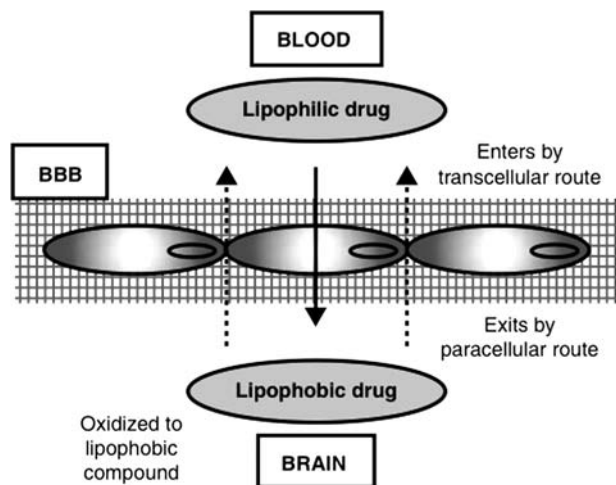 BLOOD
Lipophilic drug
BBB
Enters by
transcellular route
Exits by
paracellular route
Lipophobic drug
Oxidized to
lipophobic
compound
BRAIN